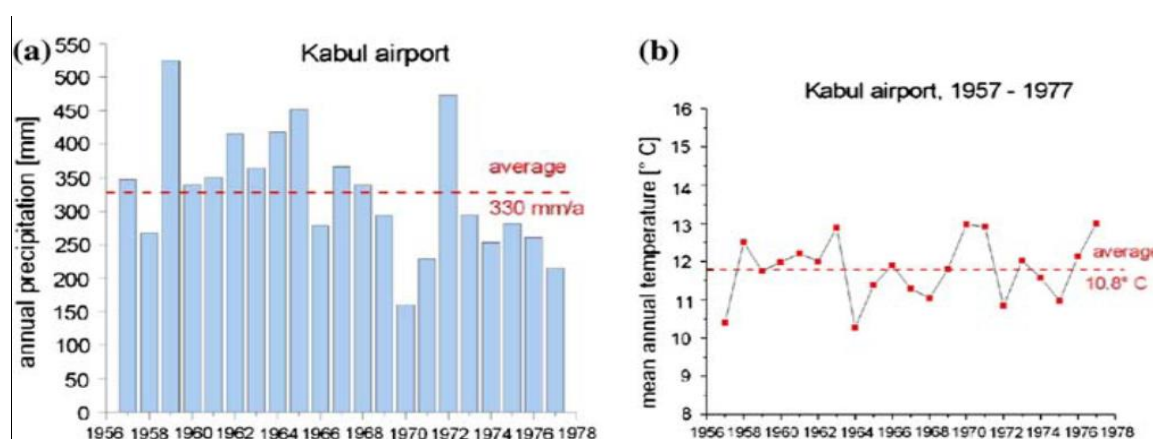 (a)
Kabul airport
annual precipitation [mm]
550
500
450
400
350
300
250
200
150
100
50
0
average
330 mm/a
1956 1958 1960 1962 1964 1966 1968 1970 1972 1974 1976 1978
(b)
Kabul airport, 1957 - 1977
mean annual temperature [° C]
16
15
14
13
12
11
10
9
8
average
10.8° C
1956 1958 1960 1962 1964 1966 1968 1970 1972 1974 1976 1978